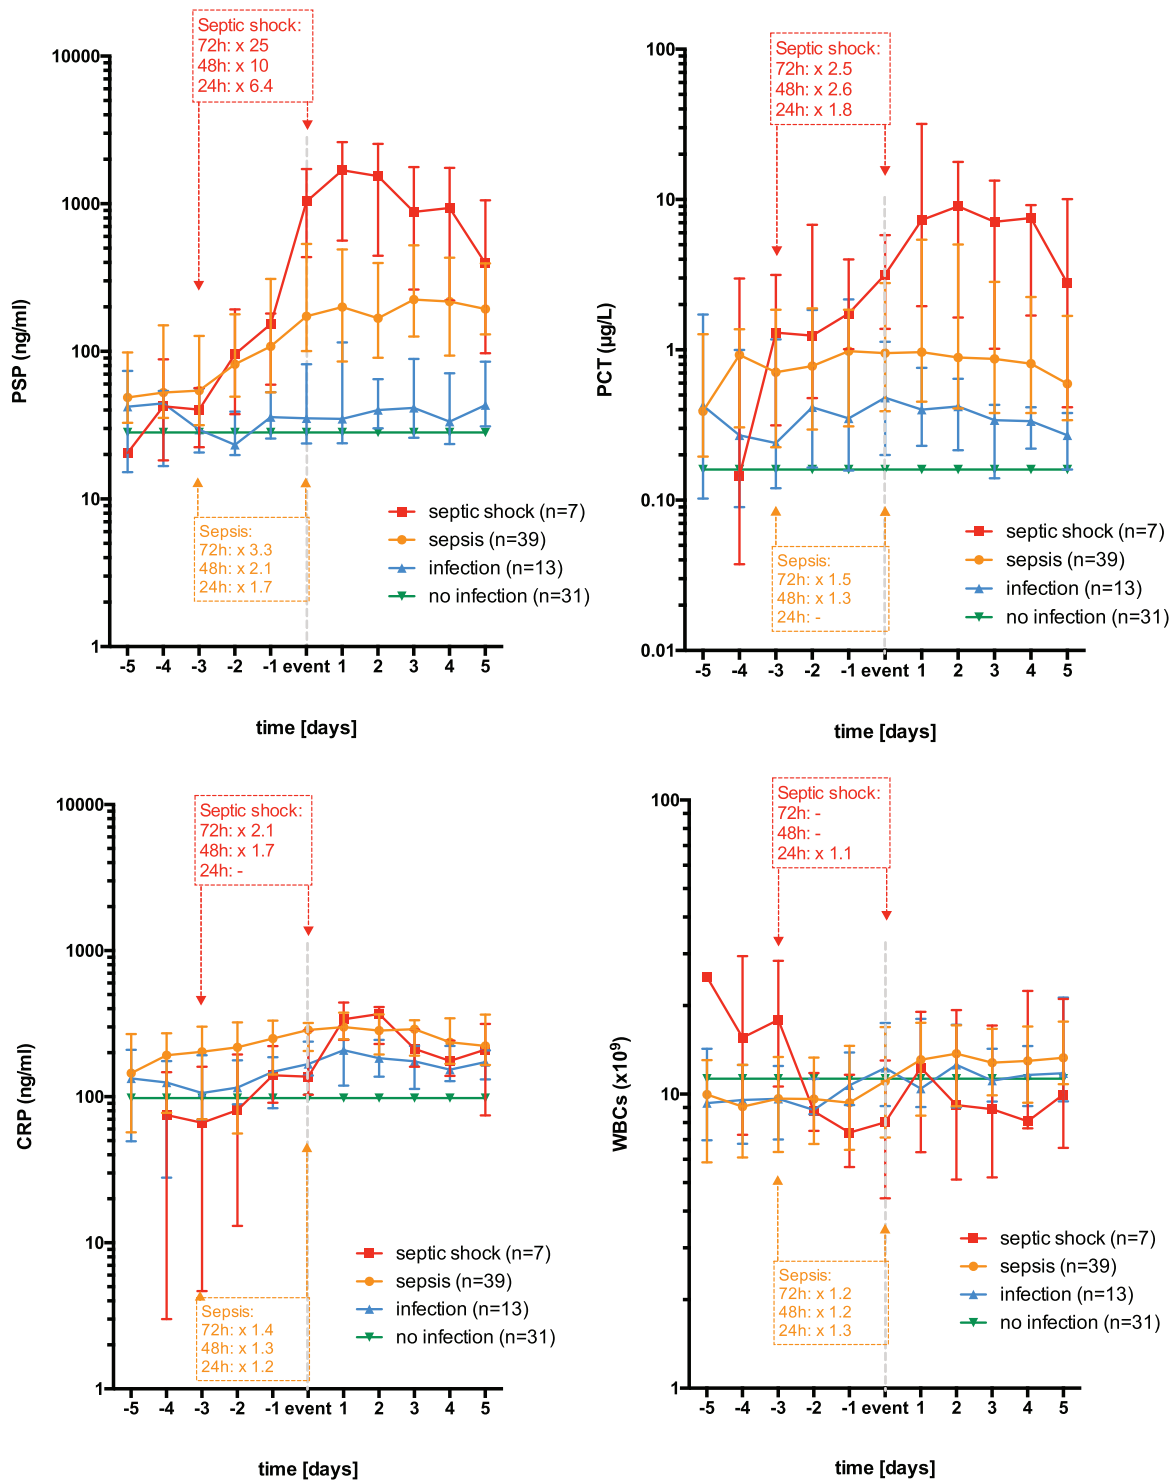 Septic shock:
72h: x 25
48h: x 10
24h: x 6.4
10000
1000
100
10
1
PSP (ng/ml)
Sepsis:
72h: x 3.3
48h: x 2.1
24h: x 1.7
septic shock (n=7)
sepsis (n=39)
infection (n=13)
no infection (n=31)
-5 -4 -3 -2 -1 event 1 2 3 4 5
time [days]
Septic shock:
72h: x 2.5
48h: x 2.6
24h: x 1.8
100
10
1
0.10
0.01
PCT (µg/L)
Sepsis:
72h: x 1.5
48h: x 1.3
24h: -
septic shock (n=7)
sepsis (n=39)
infection (n=13)
no infection (n=31)
-5 -4 -3 -2 -1 event 1 2 3 4 5
time [days]
Septic shock:
72h: x 2.1
48h: x 1.7
24h: -
10000
1000
100
10
1
CRP (ng/ml)
Sepsis:
72h: x 1.4
48h: x 1.3
24h: x 1.2
septic shock (n=7)
sepsis (n=39)
infection (n=13)
no infection (n=31)
-5 -4 -3 -2 -1 event 1 2 3 4 5
time [days]
Septic shock:
72h: -
48h: -
24h: x 1.1
100
10
1
WBCs (x10⁹)
Sepsis:
72h: x 1.2
48h: x 1.2
24h: x 1.3
septic shock (n=7)
sepsis (n=39)
infection (n=13)
no infection (n=31)
-5 -4 -3 -2 -1 event 1 2 3 4 5
time [days]